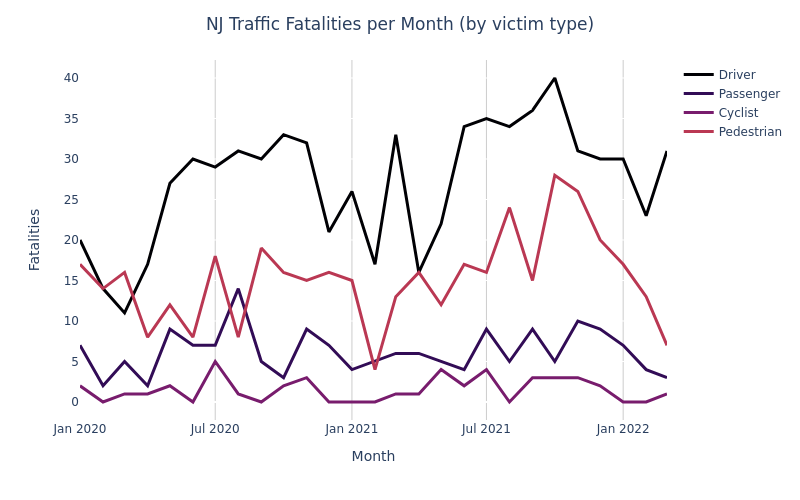 NJ Traffic Fatalities per Month (by victim type)
Driver
Passenger
Cyclist
Pedestrian
40
35
30
25
20
15
10
5
0
Fatalities
Jan 2020 Jul 2020 Jan 2021 Jul 2021 Jan 2022
Month